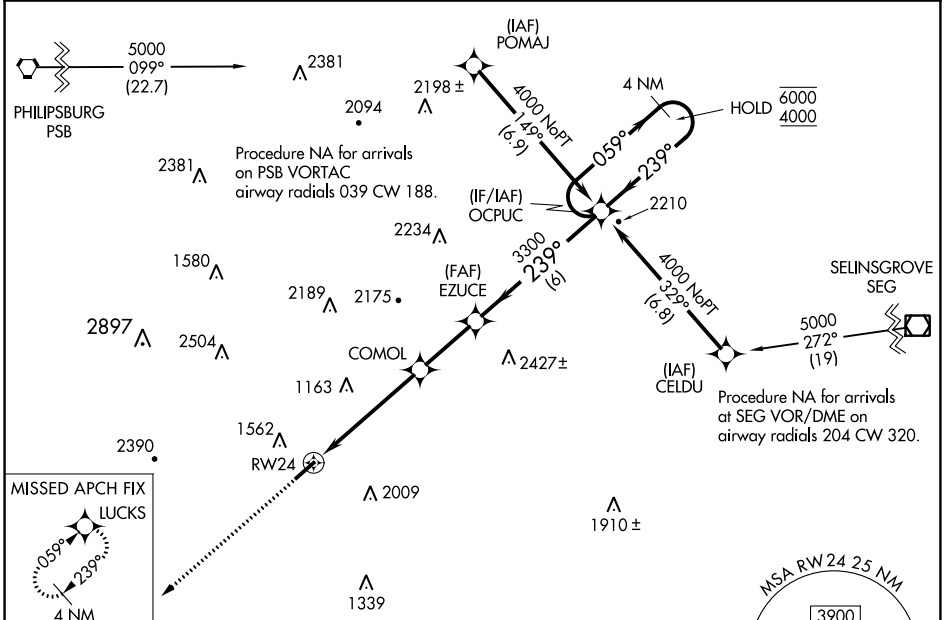 (IAF)
POMAJ
5000
099°
(22.7)
PHILIPSBURG
PSB
2381
2198 ±
2094
4000 NoPT
149°
(6.9)
4 NM
HOLD
6000
4000
059°
239°
Procedure NA for arrivals
on PSB VORTAC
airway radials 039 CW 188.
2381
(IF/IAF)
OCPUC
2210
2234
3300
239°
(6)
4000 NoPT
329°
(6.8)
1580
(FAF)
EZUCE
SELINSGROVE
SEG
2189
2175
5000
272°
(19)
2897
2504
COMOL
2427±
(IAF)
CELDU
1163
Procedure NA for arrivals
at SEG VOR/DME on
airway radials 204 CW 320.
1562
2390
RW24
MISSED APCH FIX
LUCKS
059°
239°
4 NM
2009
1910 ±
1339
MSA RW24 25 NM
3900